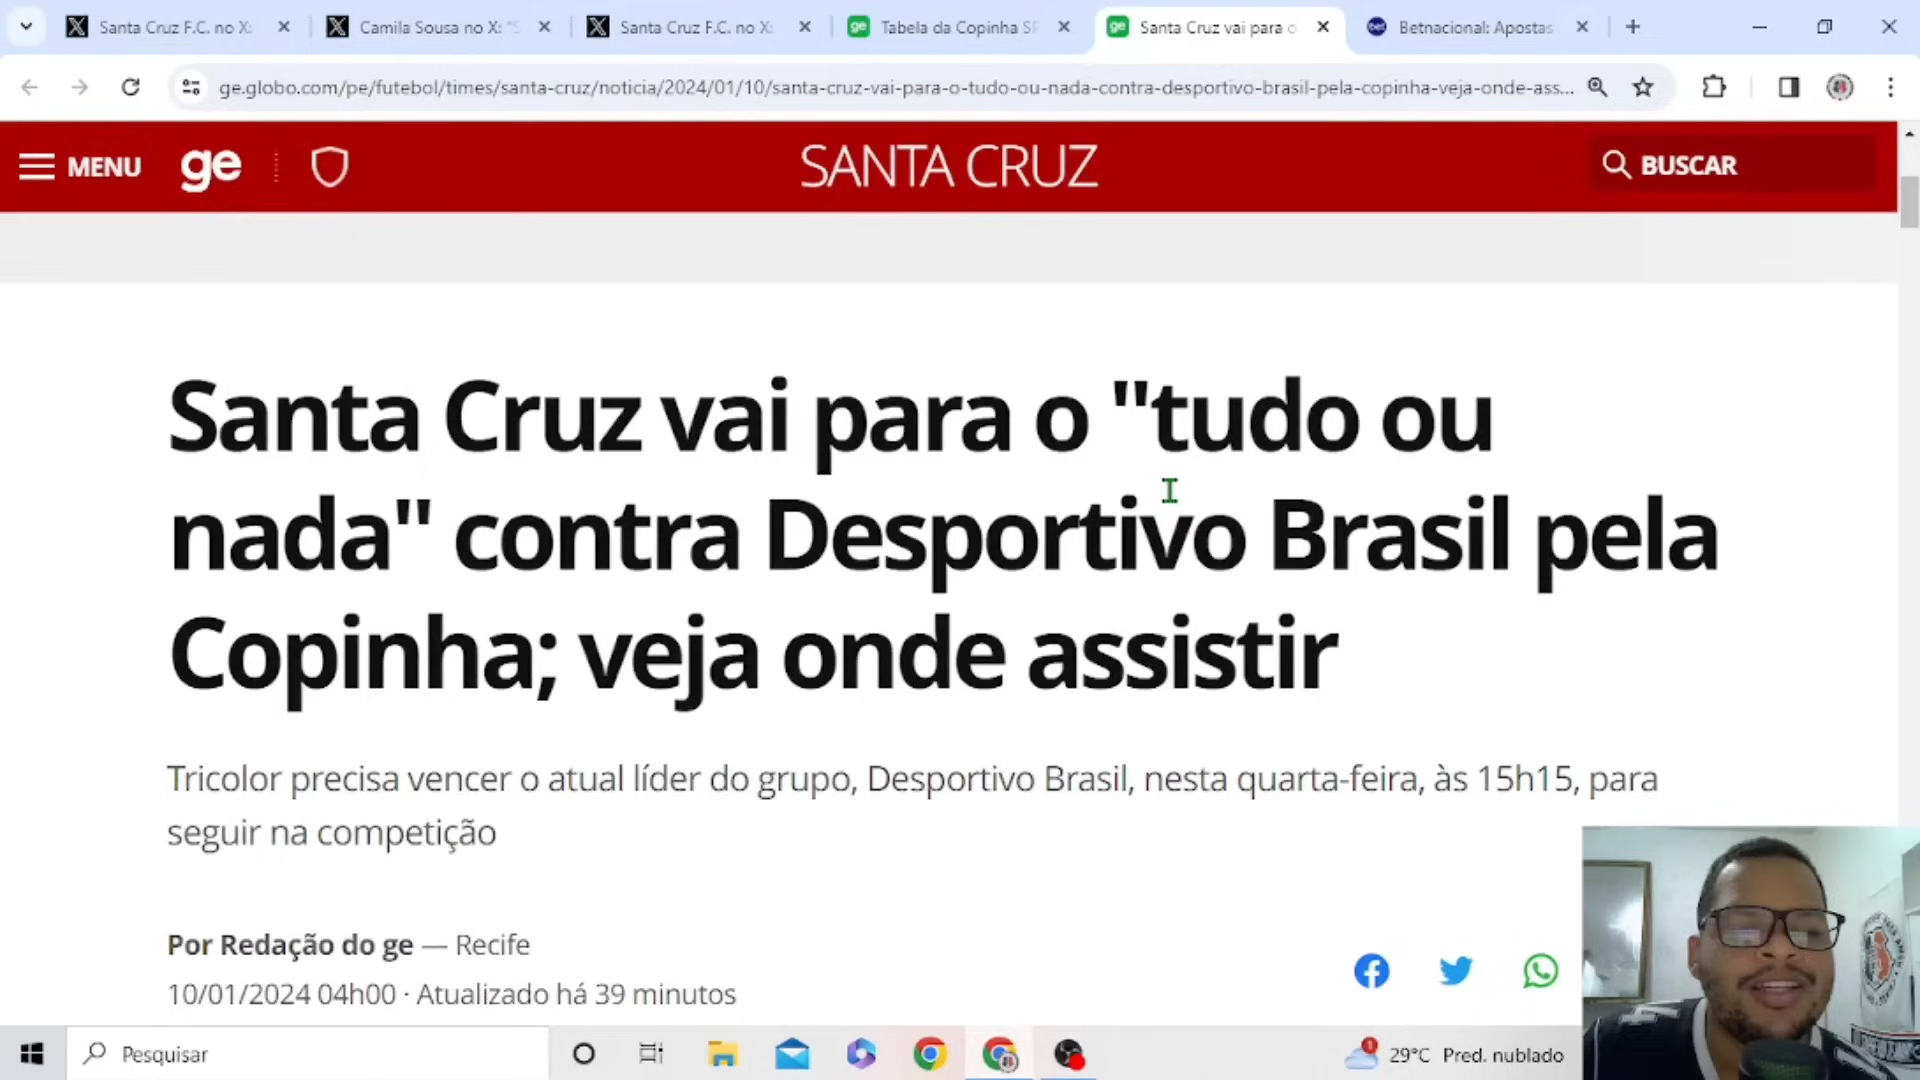 Santa Cruz F.C. no X:
Camila Sousa no X: "S
Santa Cruz F.C. no X:
ge Tabela da Copinha SP
ge Santa Cruz vai para o
bet Betnacional: Apostas
ge.globo.com/pe/futebol/times/santa-cruz/noticia/2024/01/10/santa-cruz-vai-para-o-tudo-ou-nada-contra-desportivo-brasil-pela-copinha-veja-onde-ass...
MENU ge SANTA CRUZ BUSCAR
Santa Cruz vai para o "tudo ou
nada" contra Desportivo Brasil pela
Copinha; veja onde assistir
Tricolor precisa vencer o atual líder do grupo, Desportivo Brasil, nesta quarta-feira, às 15h15, para
seguir na competição
Por Redação do ge — Recife
10/01/2024 04h00 · Atualizado há 39 minutos
Pesquisar
1
29°C Pred. nublado